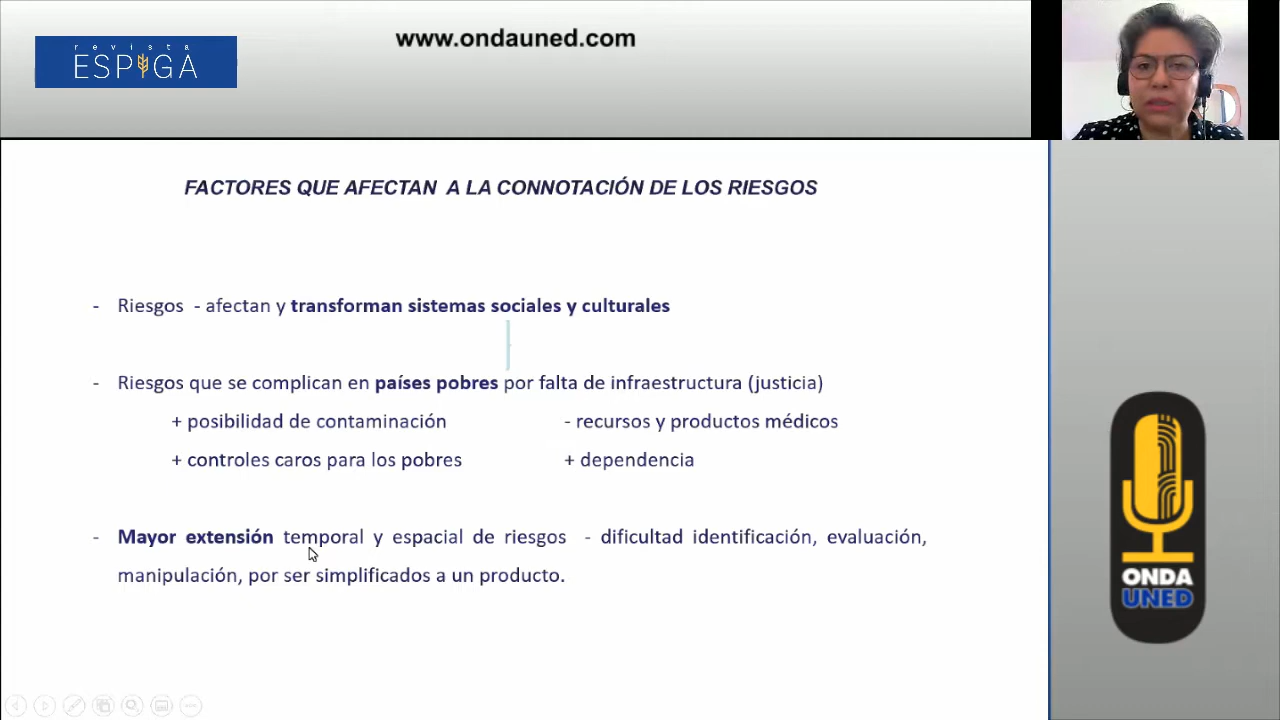 www.ondauned.com
revista
ESPIGA
FACTORES QUE AFECTAN A LA CONNOTACIÓN DE LOS RIESGOS
- Riesgos - afectan y transforman sistemas sociales y culturales
- Riesgos que se complican en países pobres por falta de infraestructura (justicia)
+ posibilidad de contaminación - recursos y productos médicos
+ controles caros para los pobres + dependencia
- Mayor extensión temporal y espacial de riesgos - dificultad identificación, evaluación,
manipulación, por ser simplificados a un producto.
ONDA
UNED